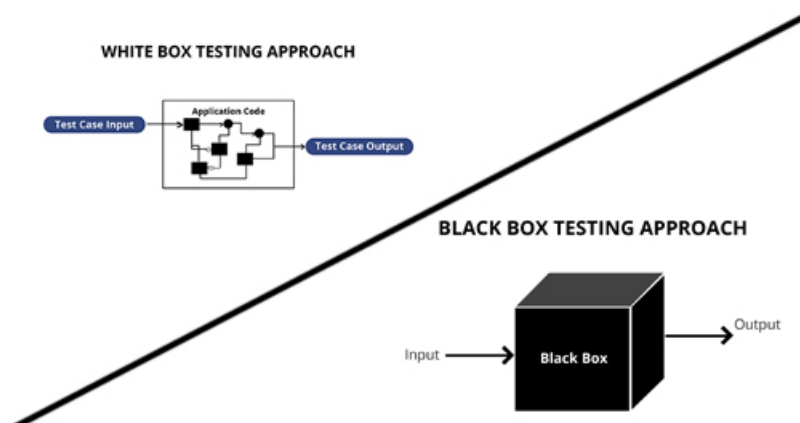 WHITE BOX TESTING APPROACH
Application Code
Test Case Input
Test Case Output
BLACK BOX TESTING APPROACH
Output
Input
Black Box